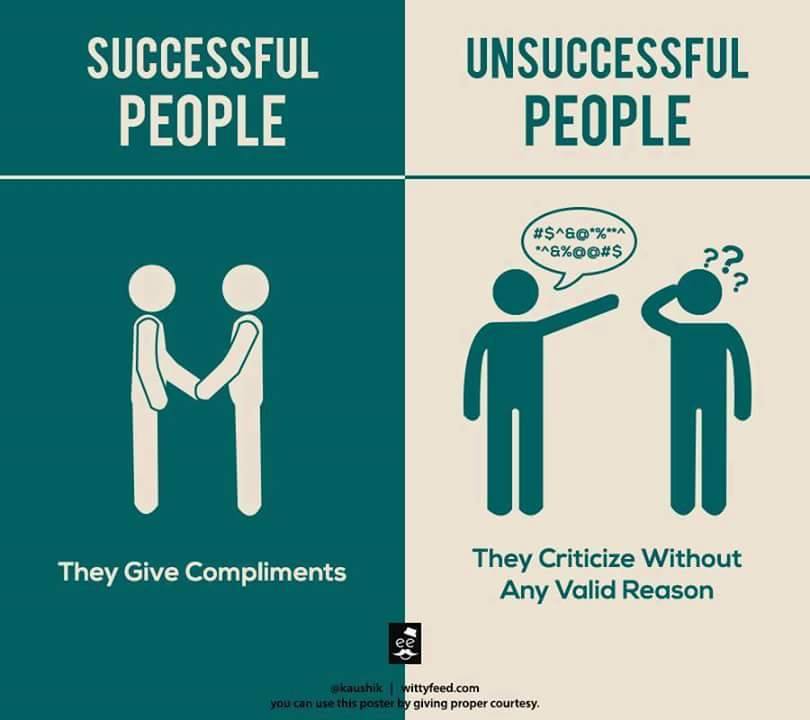 SUCCESSFUL
PEOPLE
UNSUCCESSFUL
PEOPLE
#$^&@*%**^
*^&%@@#$
???
They Give Compliments
They Criticize Without
Any Valid Reason
ee
@kaushik | wittyfeed.com
you can use this poster by giving proper courtesy.